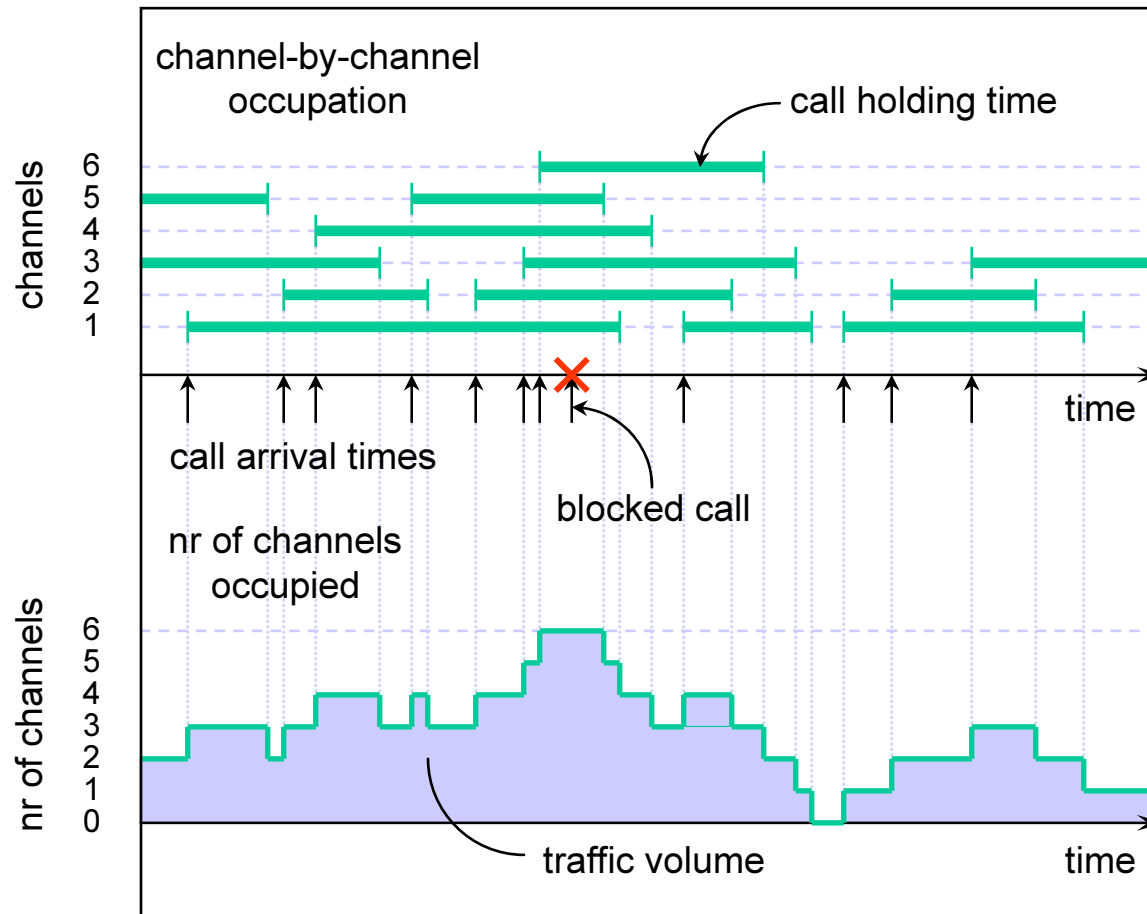 channel-by-channel
occupation
call holding time
channels
6
5
4
3
2
1
time
call arrival times
blocked call
nr of channels
occupied
nr of channels
6
5
4
3
2
1
0
time
traffic volume